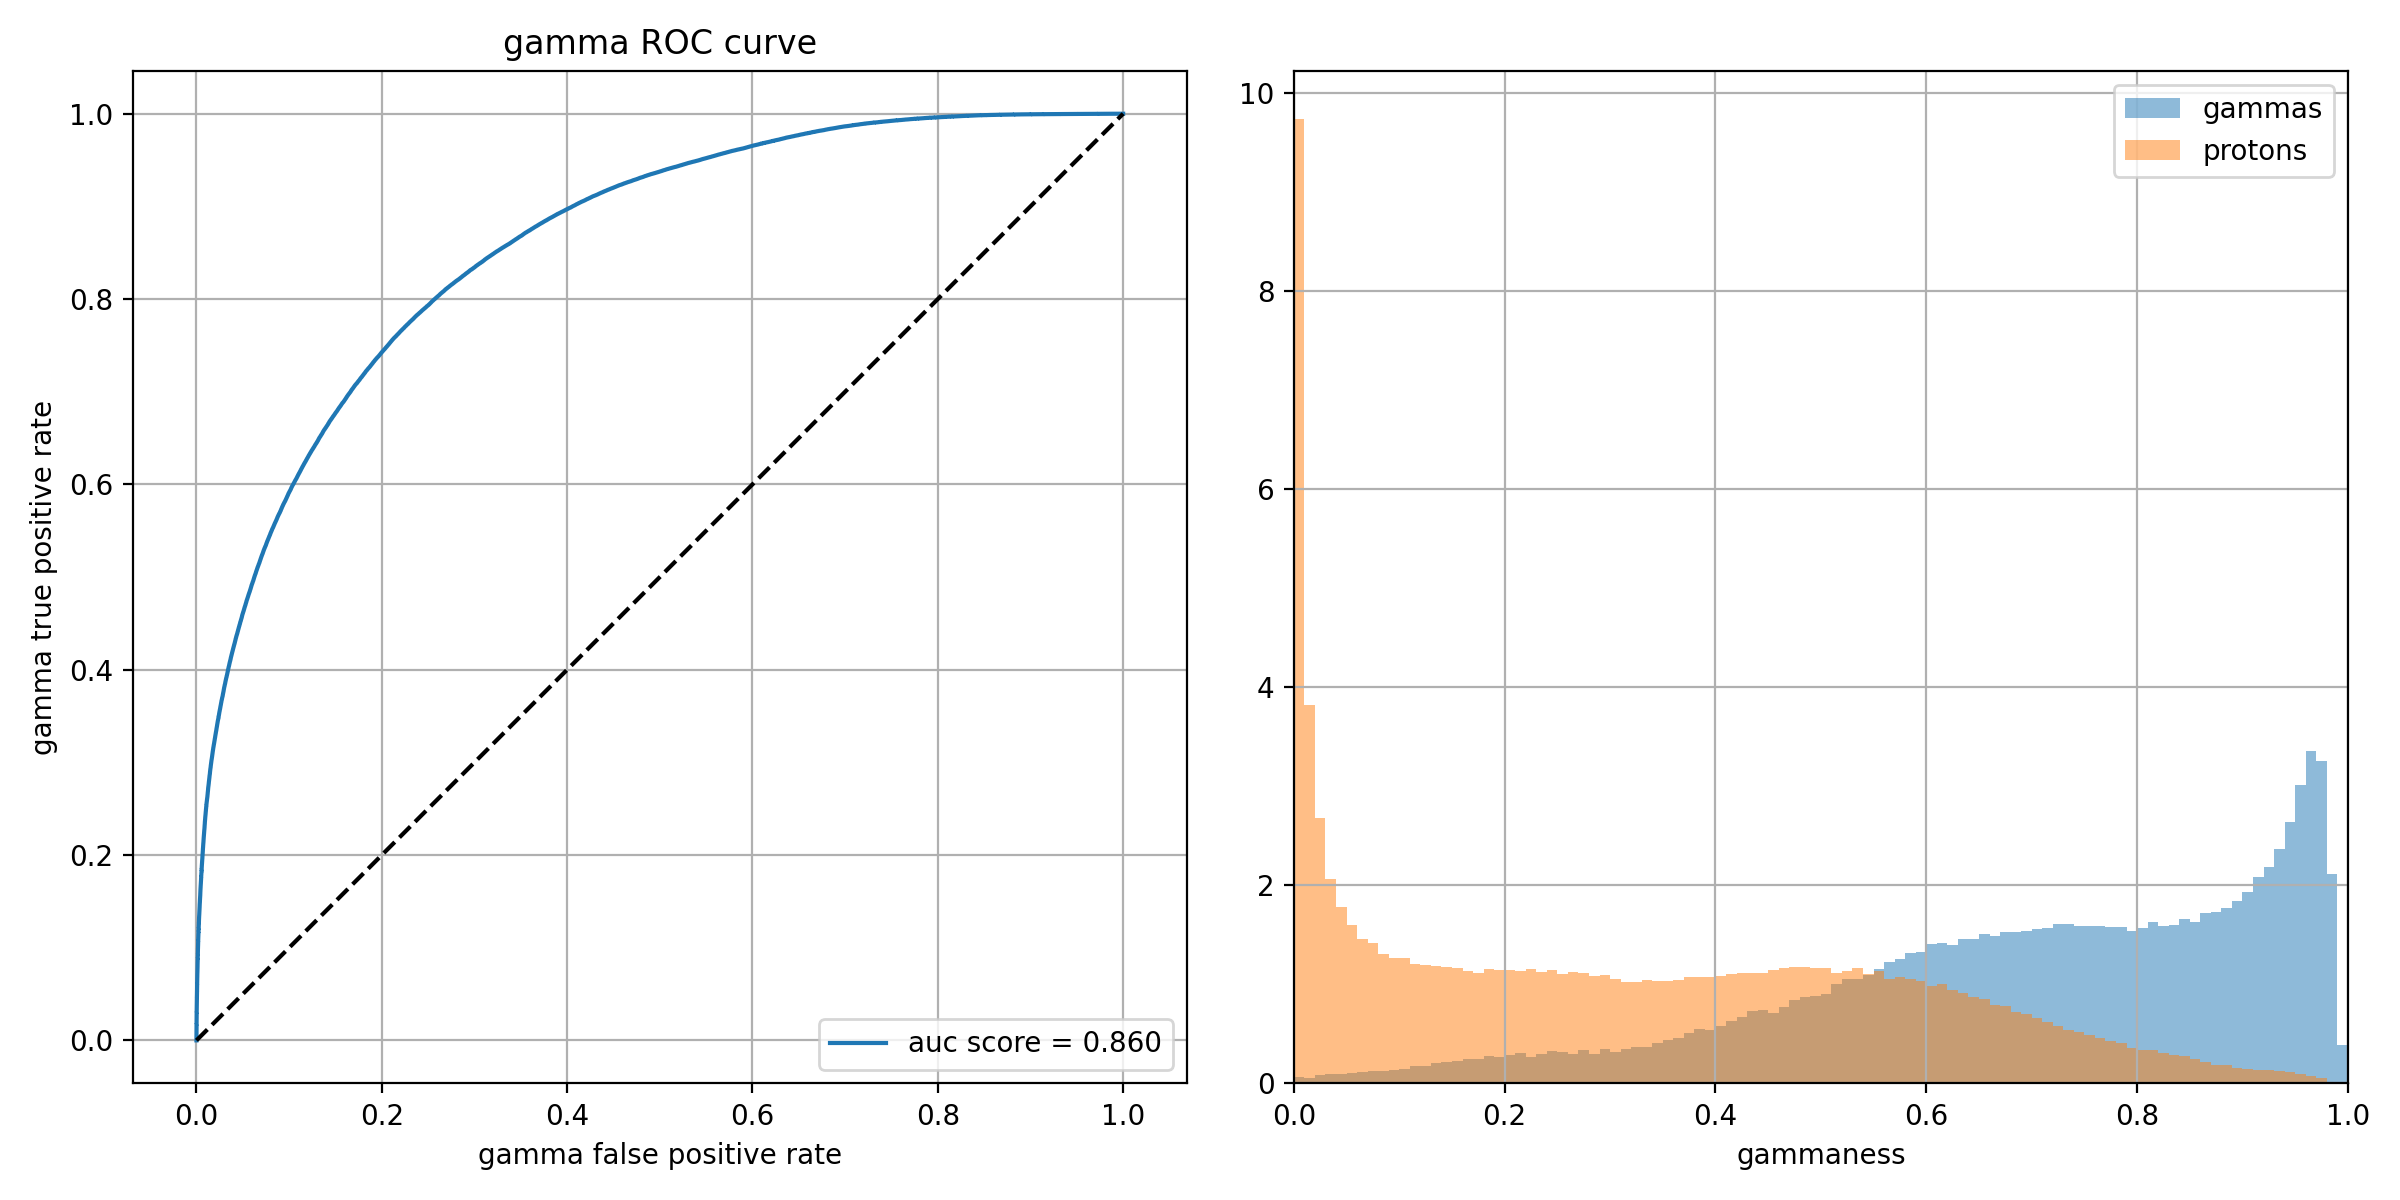 gamma ROC curve
gamma true positive rate
1.0
0.8
0.6
0.4
0.2
0.0
auc score = 0.860
0.0 0.2 0.4 0.6 0.8 1.0
gamma false positive rate
10
8
6
4
2
0
gammas
protons
0.0 0.2 0.4 0.6 0.8 1.0
gammaness